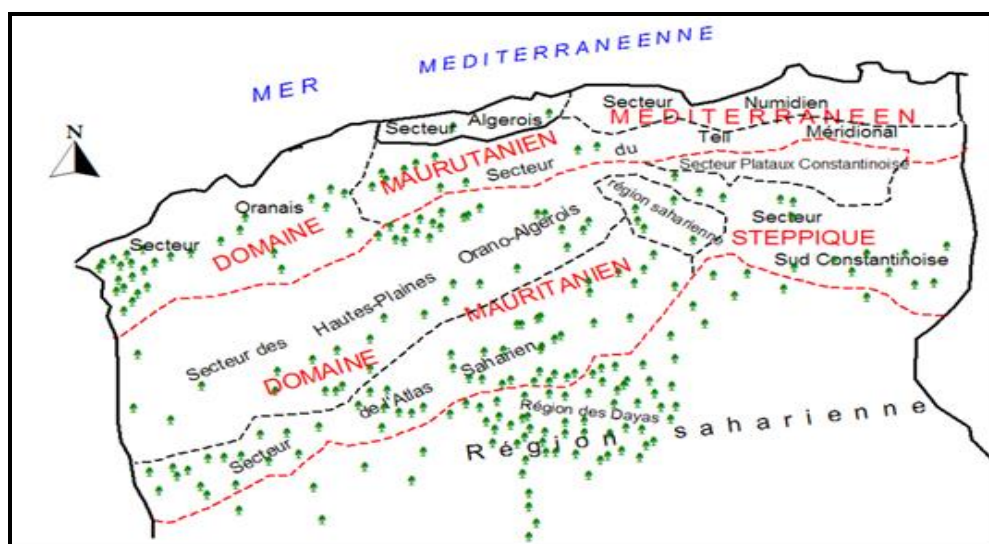 MER MEDITERRANEENNE
N
Secteur Algerois
Secteur Numidien
DOMAINE MAURUTANIEN MEDITERRANEEN
Secteur du Tell Méridional
Secteur Plataux Constantinoise
Secteur Oranais
région saharienne
Secteur Sud Constantinoise
Secteur des Hautes-Plaines Orano-Algerois
DOMAINE MAURITANIEN STEPPIQUE
Secteur de l'Atlas Saharien
Région des Dayas
Région saharienne